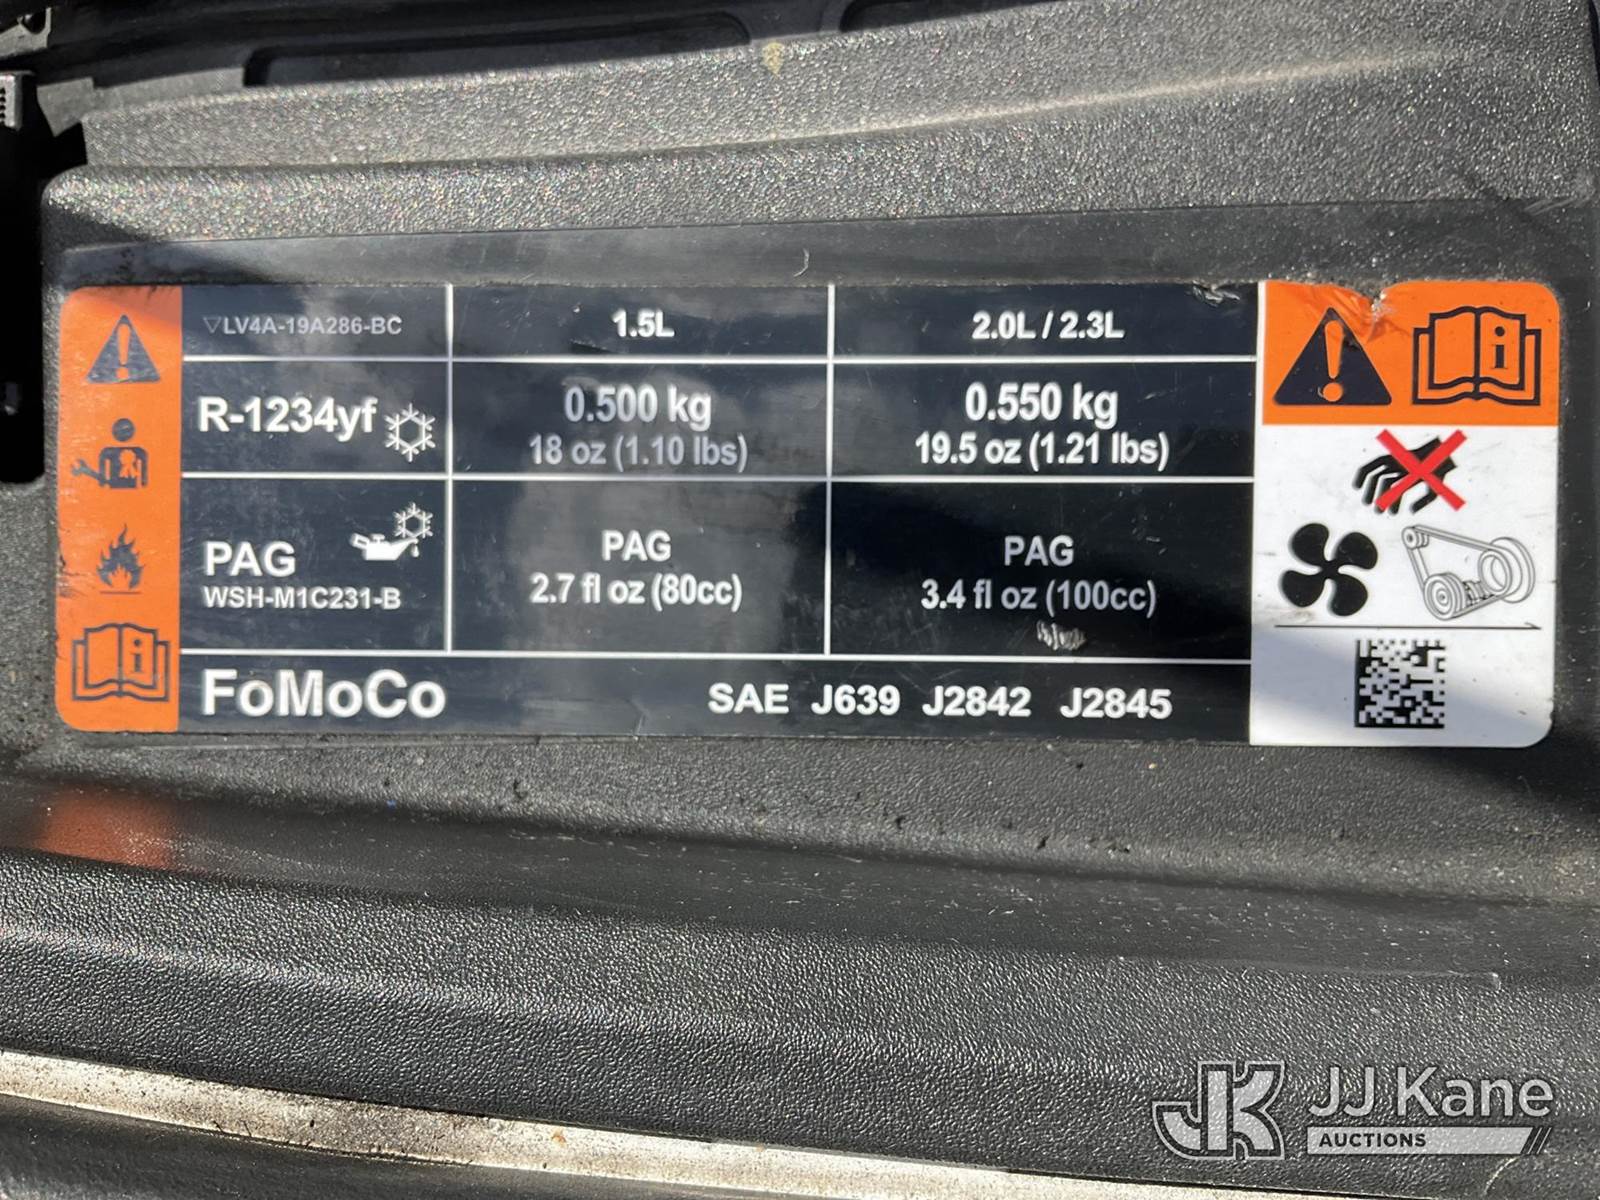 ▽LV4A-19A286-BC 1.5L 2.0L / 2.3L
R-1234yf 0.500 kg 0.550 kg
18 oz (1.10 lbs) 19.5 oz (1.21 lbs)
PAG PAG PAG
WSH-M1C231-B 2.7 fl oz (80cc) 3.4 fl oz (100cc)
FoMoCo SAE J639 J2842 J2845
JK JJ Kane
AUCTIONS